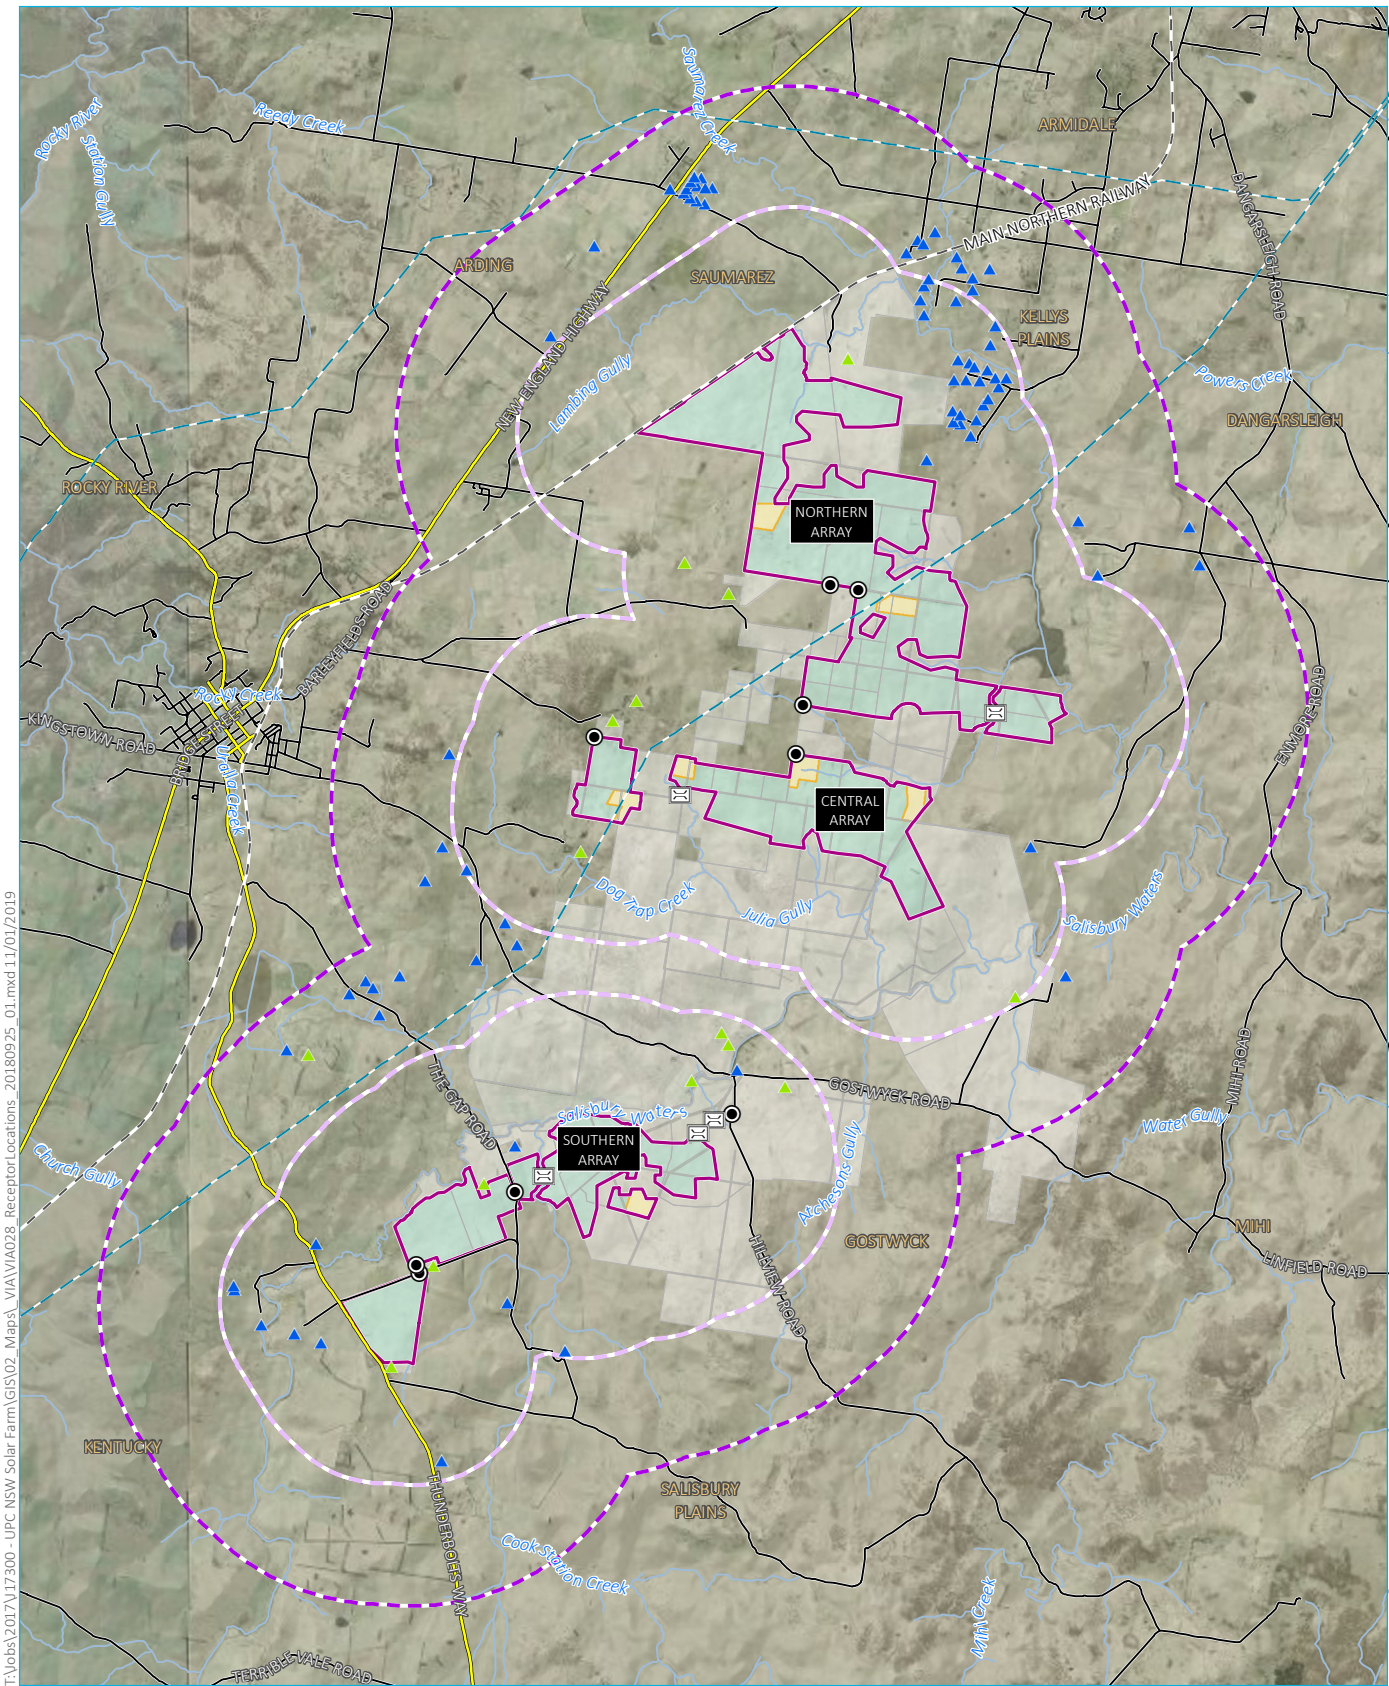 Rocky River
Station Gully
Reedy Creek
Saumarez Creek
ARMIDALE
DANGARSLEIGH ROAD
MAIN NORTHERN RAILWAY
ARDING
SAUMAREZ
KELLYS
PLAINS
NEW ENGLAND HIGHWAY
Lambing Gully
Powers Creek
DANGARSLEIGH
ROCKY RIVER
NORTHERN
ARRAY
BARLEYFIELDS ROAD
Rocky Creek
KINGSTOWN ROAD
BRIDGE STREET
Uralla Creek
ENMORE ROAD
CENTRAL
ARRAY
Dog Trap Creek
Julia Gully
Salisbury Waters
THE GAP ROAD
GOSTWYCK ROAD
MIHI ROAD
Salisbury Waters
Water Gully
SOUTHERN
ARRAY
Church Gully
Atchesons Gully
GOSTWYCK
MIHI
LINFIELD ROAD
HILLVIEW ROAD
KENTUCKY
SALISBURY
PLAINS
THUNDERBOLTS WAY
Cook Station Creek
Mihi Creek
TERRIBLE VALE ROAD
T:\Jobs\2017\J17300 - UPC NSW Solar Farm\GIS\02_Maps\_VIA\VIA028_ReceptorLocations_20180925_01.mxd 11/01/2019